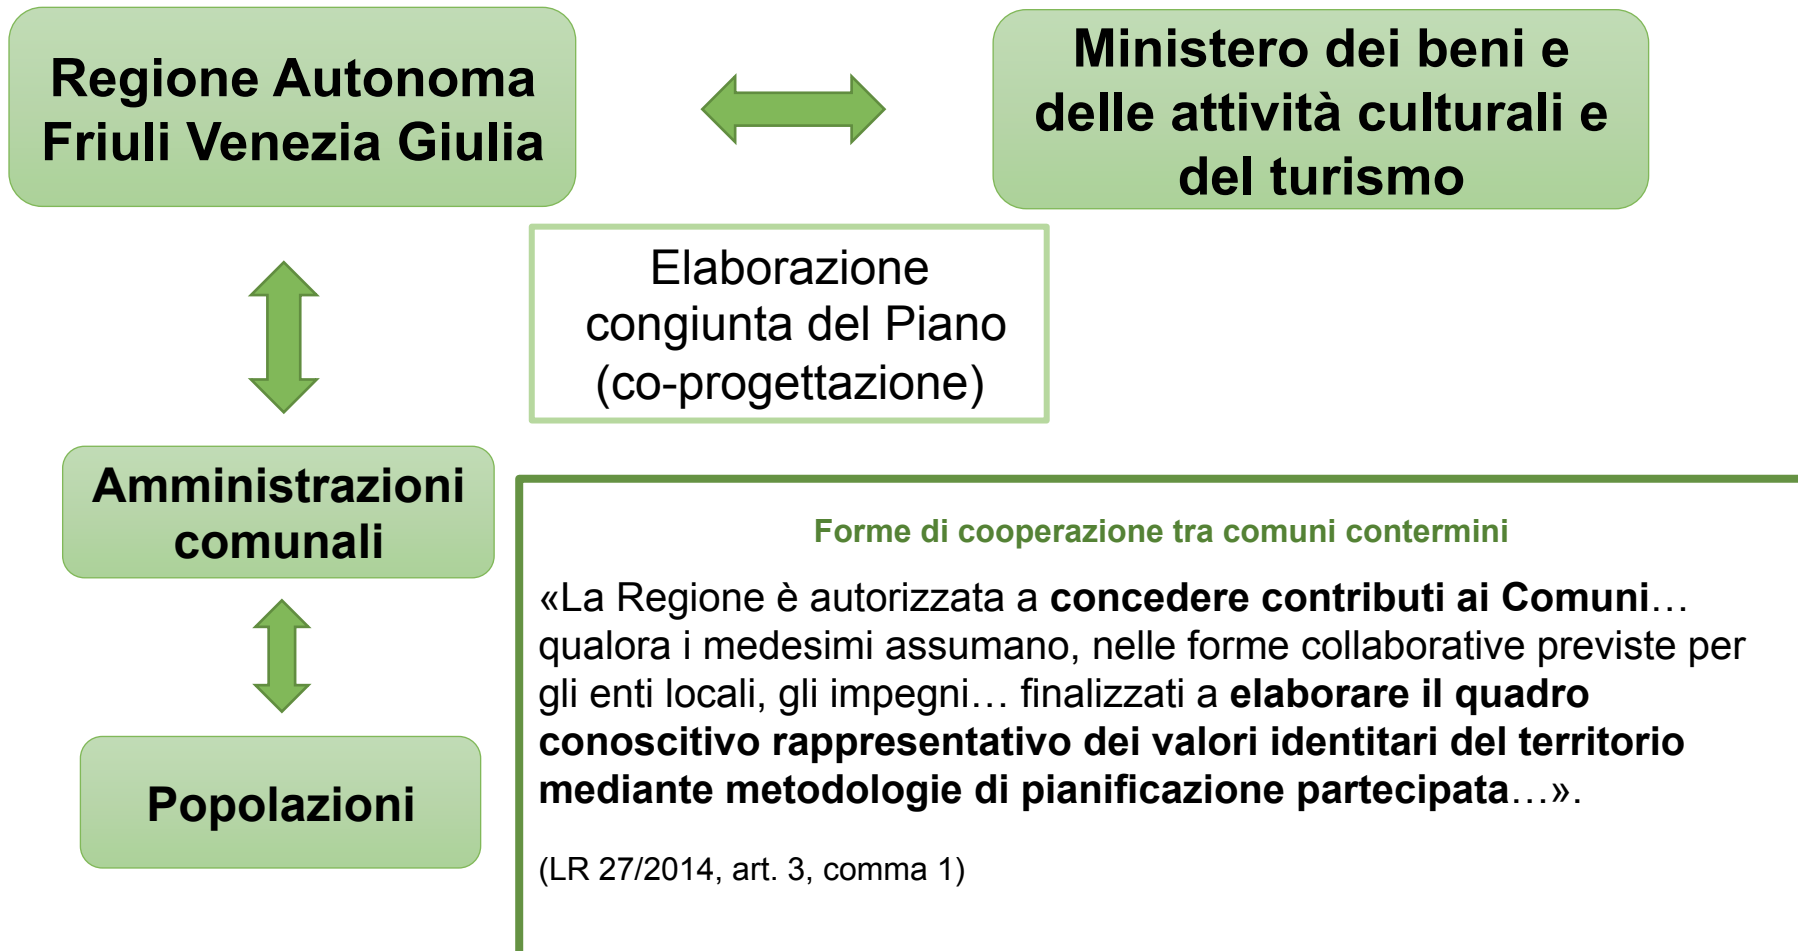 Regione Autonoma
Friuli Venezia Giulia
Ministero dei beni e
delle attività culturali e
del turismo
Elaborazione
congiunta del Piano
(co-progettazione)
Amministrazioni
comunali
Popolazioni
Forme di cooperazione tra comuni contermini
«La Regione è autorizzata a concedere contributi ai Comuni…
qualora i medesimi assumano, nelle forme collaborative previste per
gli enti locali, gli impegni… finalizzati a elaborare il quadro
conoscitivo rappresentativo dei valori identitari del territorio
mediante metodologie di pianificazione partecipata…».
(LR 27/2014, art. 3, comma 1)